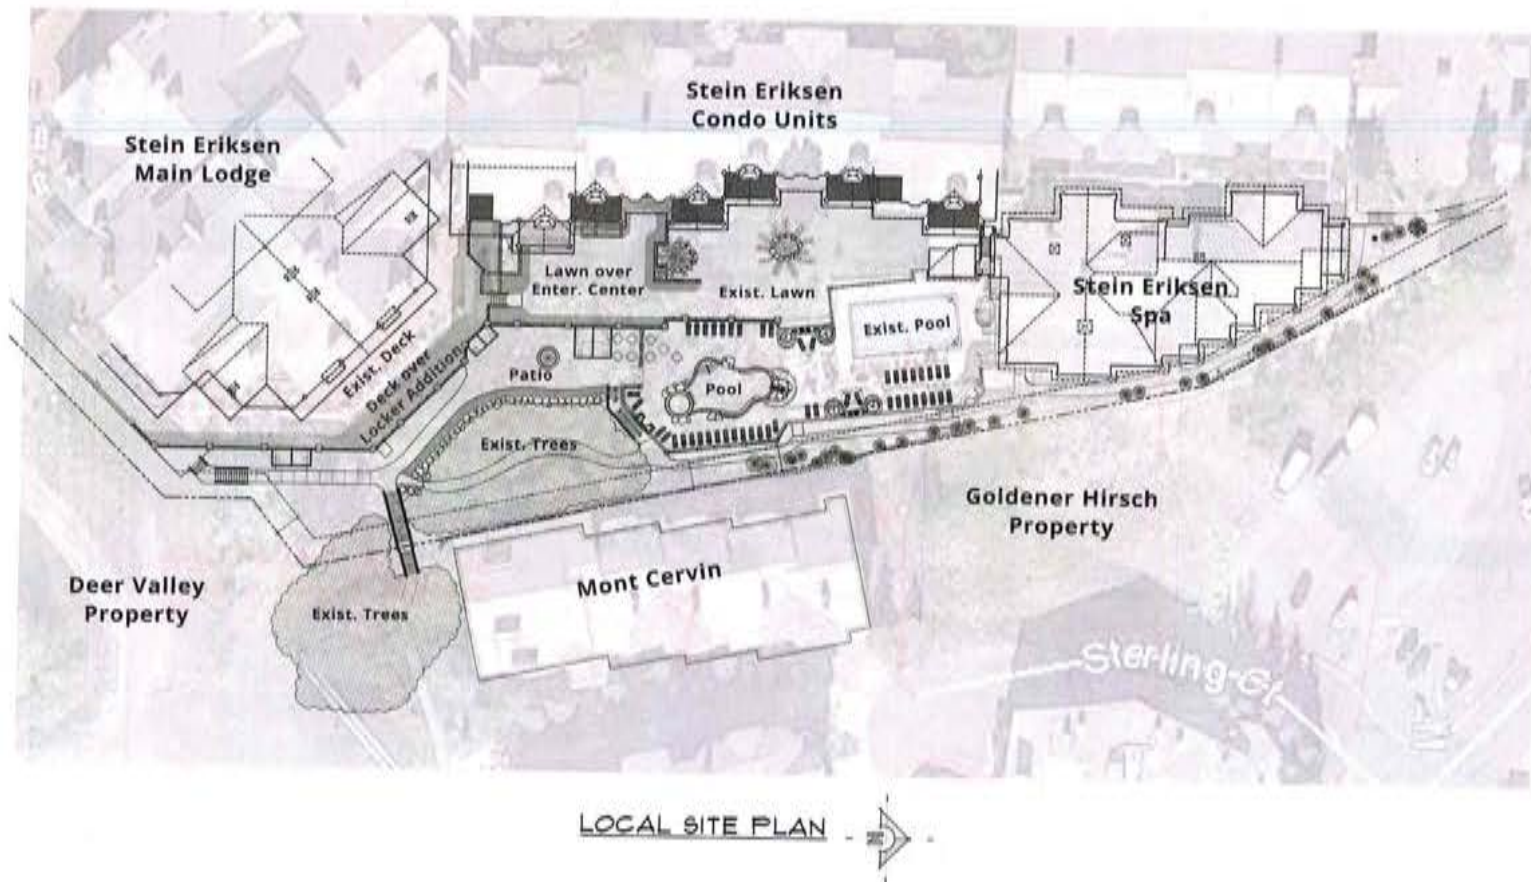 Stein Eriksen
Condo Units
Stein Eriksen
Main Lodge
Lawn over
Enter. Center
Exist. Lawn
Stein Eriksen
Spa
Exist. Pool
Exist. Deck
Deck over
Locker Addition
Patio
Pool
Exist. Trees
Goldener Hirsch
Property
Mont Cervin
Deer Valley
Property
Exist. Trees
LOCAL SITE PLAN